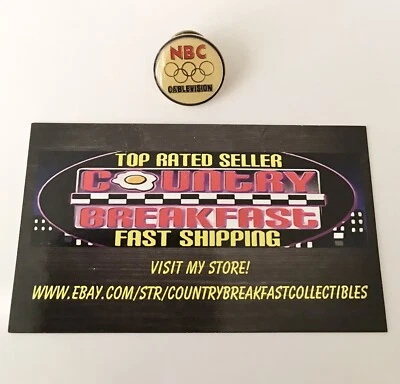 NBC
CABLEVISION
TOP RATED SELLER
COUNTRY
BREAKFAST
FAST SHIPPING
VISIT MY STORE!
WWW.EBAY.COM/STR/COUNTRYBREAKFASTCOLLECTIBLES